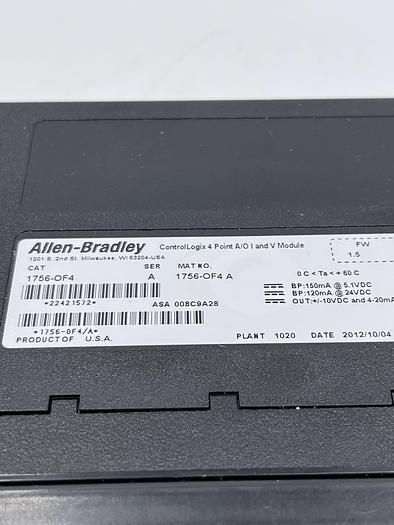 Allen-Bradley ControlLogix 4 Point A/O I and V Module
1201 S. 2nd St. Milwaukee, WI 53204-USA
FW
1.5
CAT SER MAT NO.
1756-OF4 A 1756-OF4 A
0 C < Ta < + 60 C
BP:150mA @ 5.1VDC
BP:120mA @ 24VDC
OUT:+/-10VDC and 4-20mA
*22421572* ASA 008C9A28
*1756-OF4/A*
PRODUCT OF U.S.A.
PLANT 1020 DATE 2012/10/04